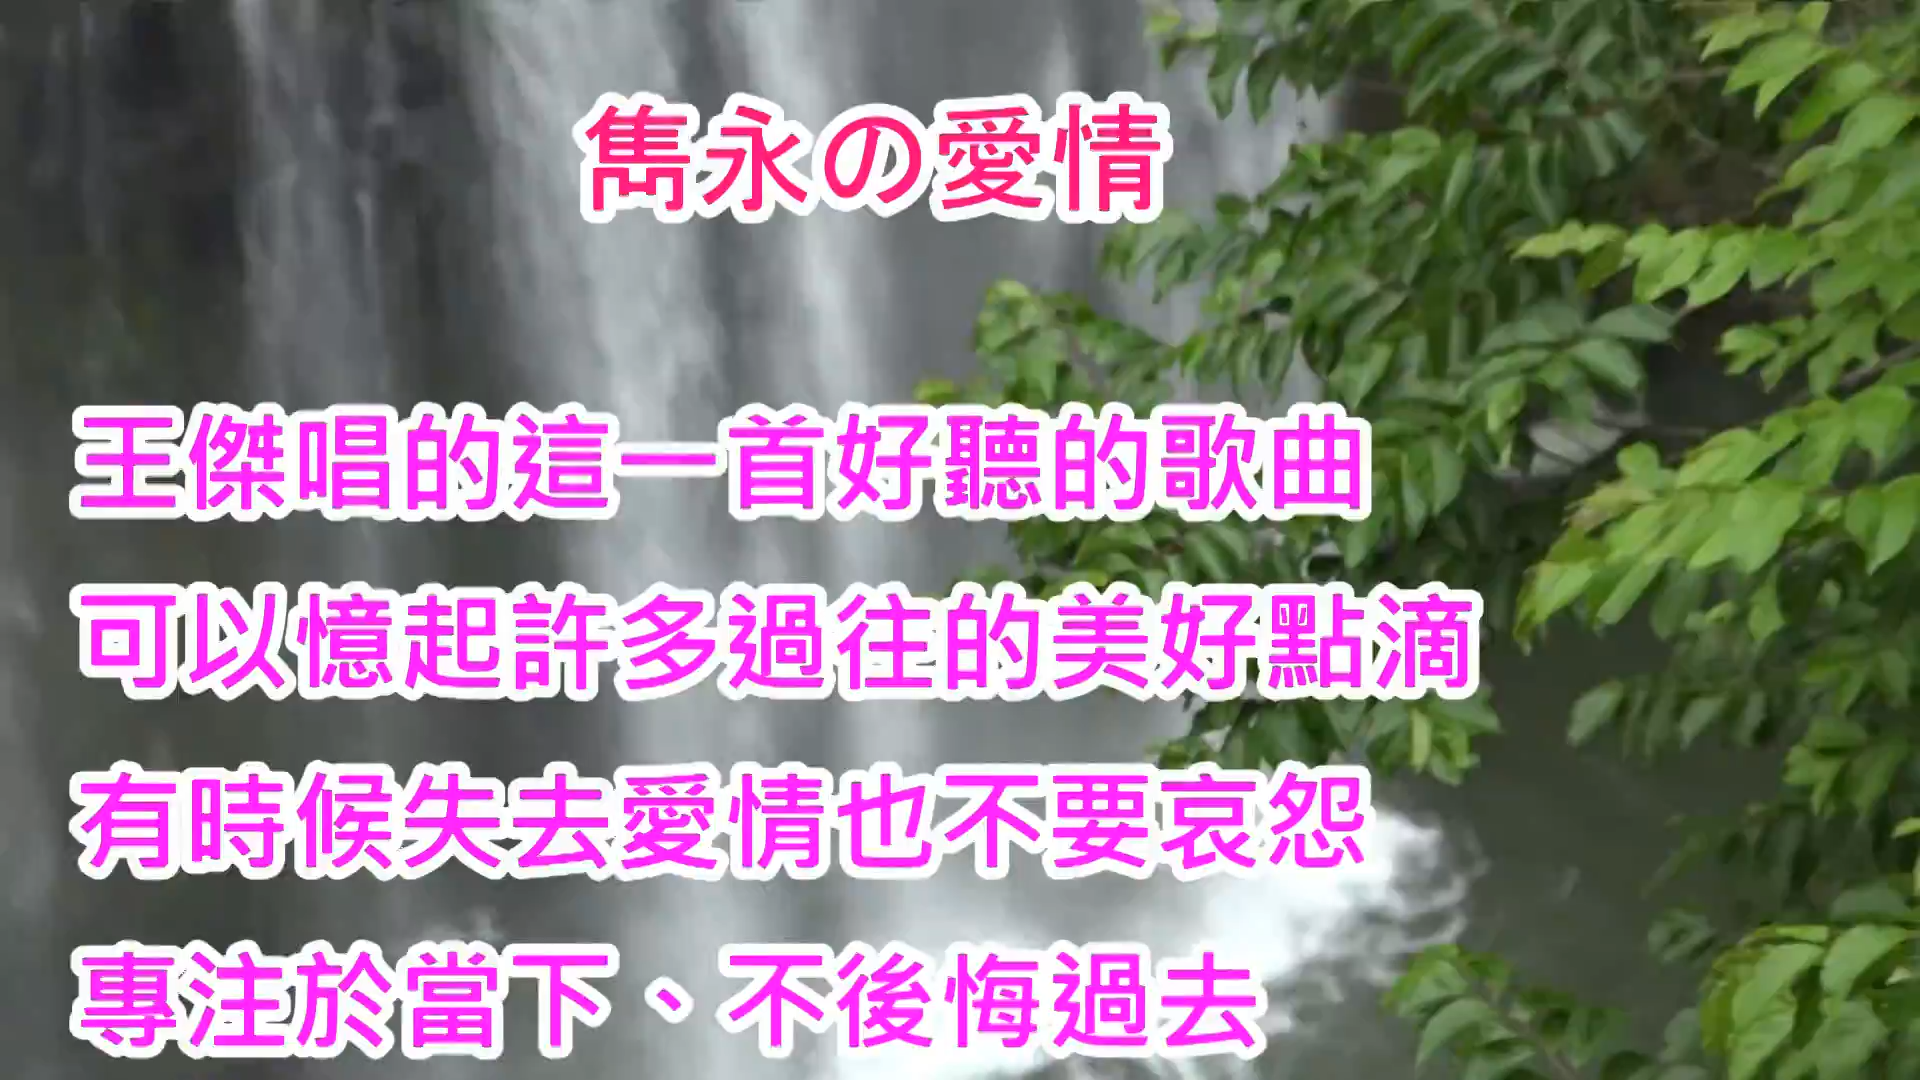 雋永の愛情
王傑唱的這一首好聽的歌曲
可以憶起許多過往的美好點滴
有時候失去愛情也不要哀怨
專注於當下、不後悔過去